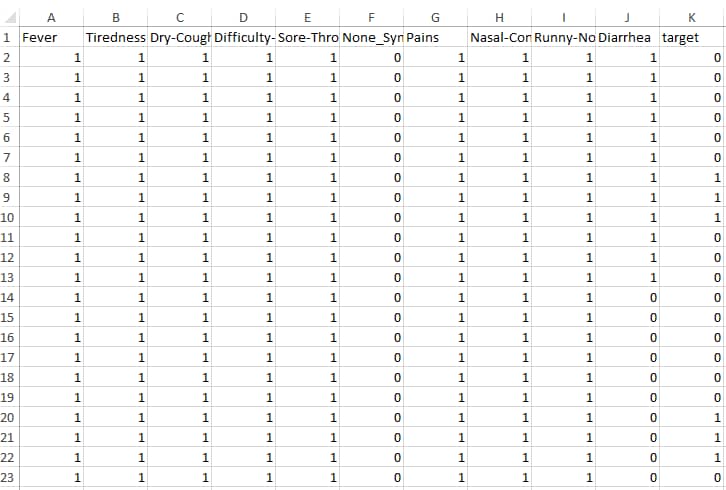 A B C D E F G H I J K
1 Fever Tiredness Dry-Cough Difficulty- Sore-Thro None_Syn Pains Nasal-Con Runny-No Diarrhea target
2 1 1 1 1 1 0 1 1 1 1 0
3 1 1 1 1 1 0 1 1 1 1 0
4 1 1 1 1 1 0 1 1 1 1 0
5 1 1 1 1 1 0 1 1 1 1 0
6 1 1 1 1 1 0 1 1 1 1 0
7 1 1 1 1 1 0 1 1 1 1 0
8 1 1 1 1 1 0 1 1 1 1 1
9 1 1 1 1 1 0 1 1 1 1 1
10 1 1 1 1 1 0 1 1 1 1 1
11 1 1 1 1 1 0 1 1 1 1 0
12 1 1 1 1 1 0 1 1 1 1 0
13 1 1 1 1 1 0 1 1 1 1 0
14 1 1 1 1 1 0 1 1 1 0 0
15 1 1 1 1 1 0 1 1 1 0 0
16 1 1 1 1 1 0 1 1 1 0 0
17 1 1 1 1 1 0 1 1 1 0 0
18 1 1 1 1 1 0 1 1 1 0 0
19 1 1 1 1 1 0 1 1 1 0 0
20 1 1 1 1 1 0 1 1 1 0 1
21 1 1 1 1 1 0 1 1 1 0 1
22 1 1 1 1 1 0 1 1 1 0 1
23 1 1 1 1 1 0 1 1 1 0 0